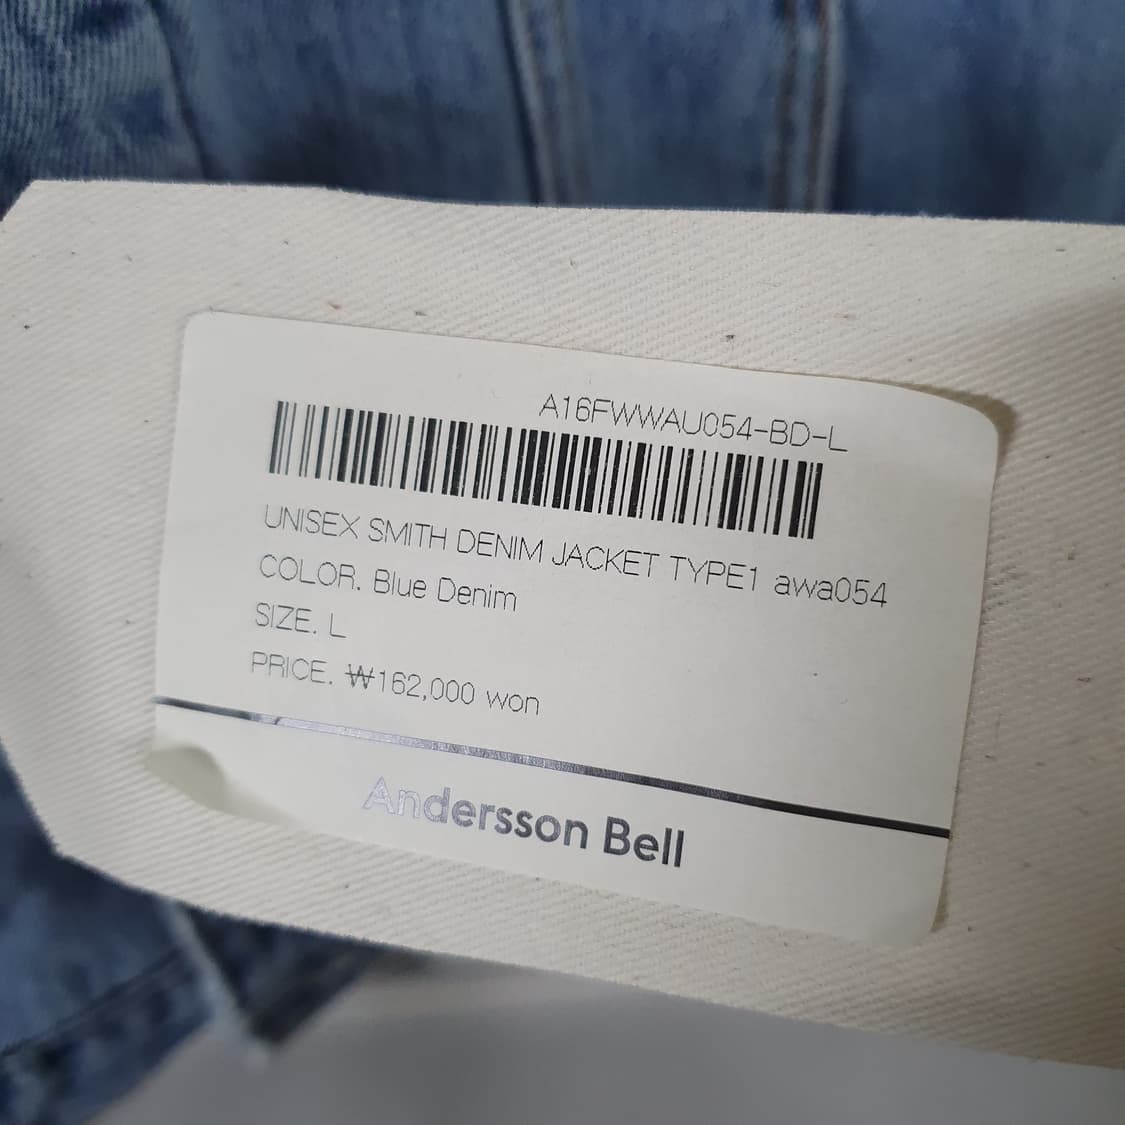 A16FWWAU054-BD-L
UNISEX SMITH DENIM JACKET TYPE1 awa054
COLOR. Blue Denim
SIZE. L
PRICE. ₩162,000 won
Andersson Bell